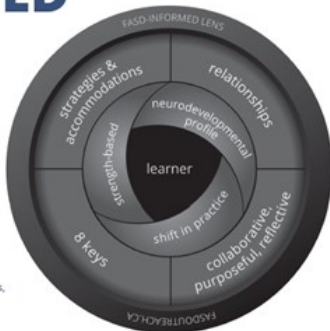 ED
FASD-INFORMED LENS
strategies &
accommodations
relationships
neurodevelopmental
profile
strength-based
learner
shift in practice
8 keys
collaborative,
purposeful, reflective
FASDOUTREACH.CA